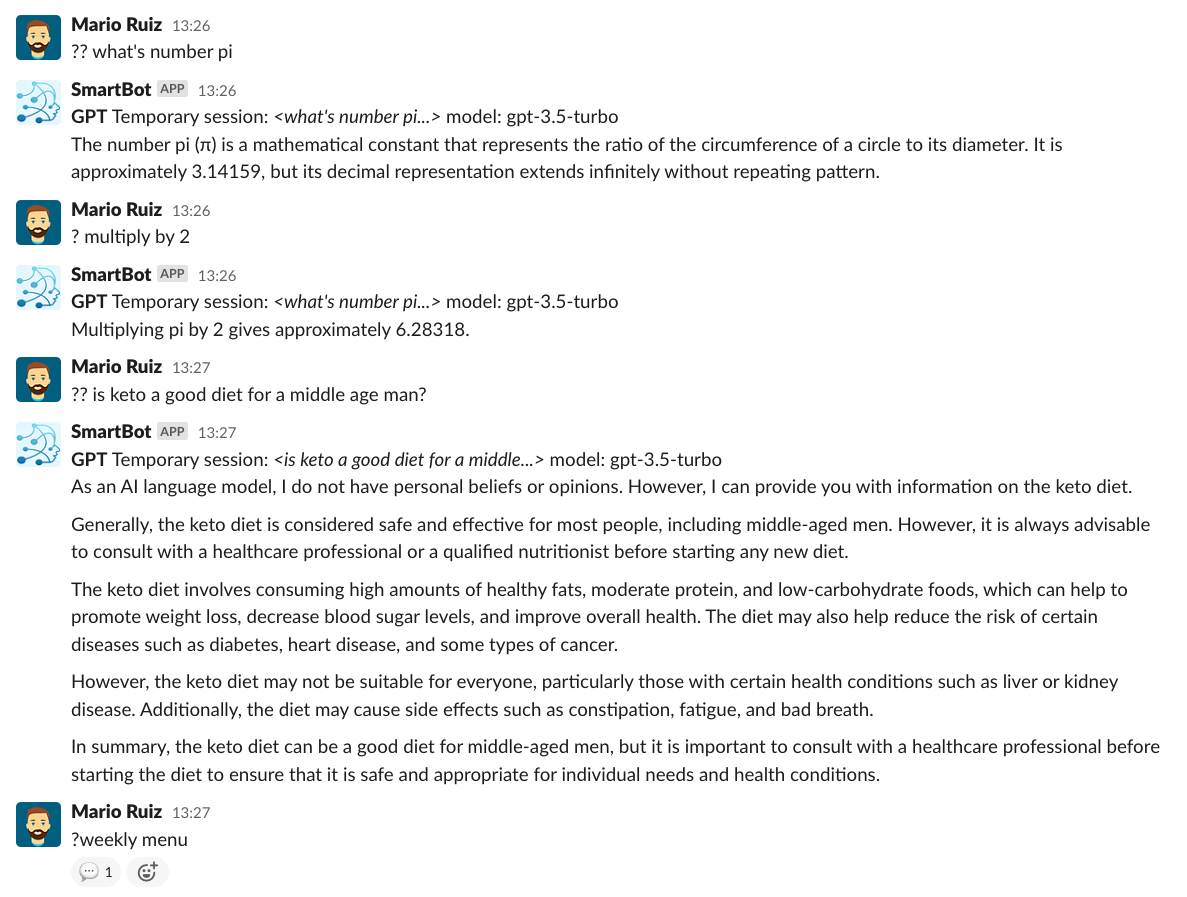 Mario Ruiz 13:26
?? what's number pi
SmartBot APP 13:26
GPT Temporary session: <what's number pi...> model: gpt-3.5-turbo
The number pi (π) is a mathematical constant that represents the ratio of the circumference of a circle to its diameter. It is
approximately 3.14159, but its decimal representation extends infinitely without repeating pattern.
Mario Ruiz 13:26
? multiply by 2
SmartBot APP 13:26
GPT Temporary session: <what's number pi...> model: gpt-3.5-turbo
Multiplying pi by 2 gives approximately 6.28318.
Mario Ruiz 13:27
?? is keto a good diet for a middle age man?
SmartBot APP 13:27
GPT Temporary session: <is keto a good diet for a middle...> model: gpt-3.5-turbo
As an AI language model, I do not have personal beliefs or opinions. However, I can provide you with information on the keto diet.
Generally, the keto diet is considered safe and effective for most people, including middle-aged men. However, it is always advisable
to consult with a healthcare professional or a qualified nutritionist before starting any new diet.
The keto diet involves consuming high amounts of healthy fats, moderate protein, and low-carbohydrate foods, which can help to
promote weight loss, decrease blood sugar levels, and improve overall health. The diet may also help reduce the risk of certain
diseases such as diabetes, heart disease, and some types of cancer.
However, the keto diet may not be suitable for everyone, particularly those with certain health conditions such as liver or kidney
disease. Additionally, the diet may cause side effects such as constipation, fatigue, and bad breath.
In summary, the keto diet can be a good diet for middle-aged men, but it is important to consult with a healthcare professional before
starting the diet to ensure that it is safe and appropriate for individual needs and health conditions.
Mario Ruiz 13:27
?weekly menu
1